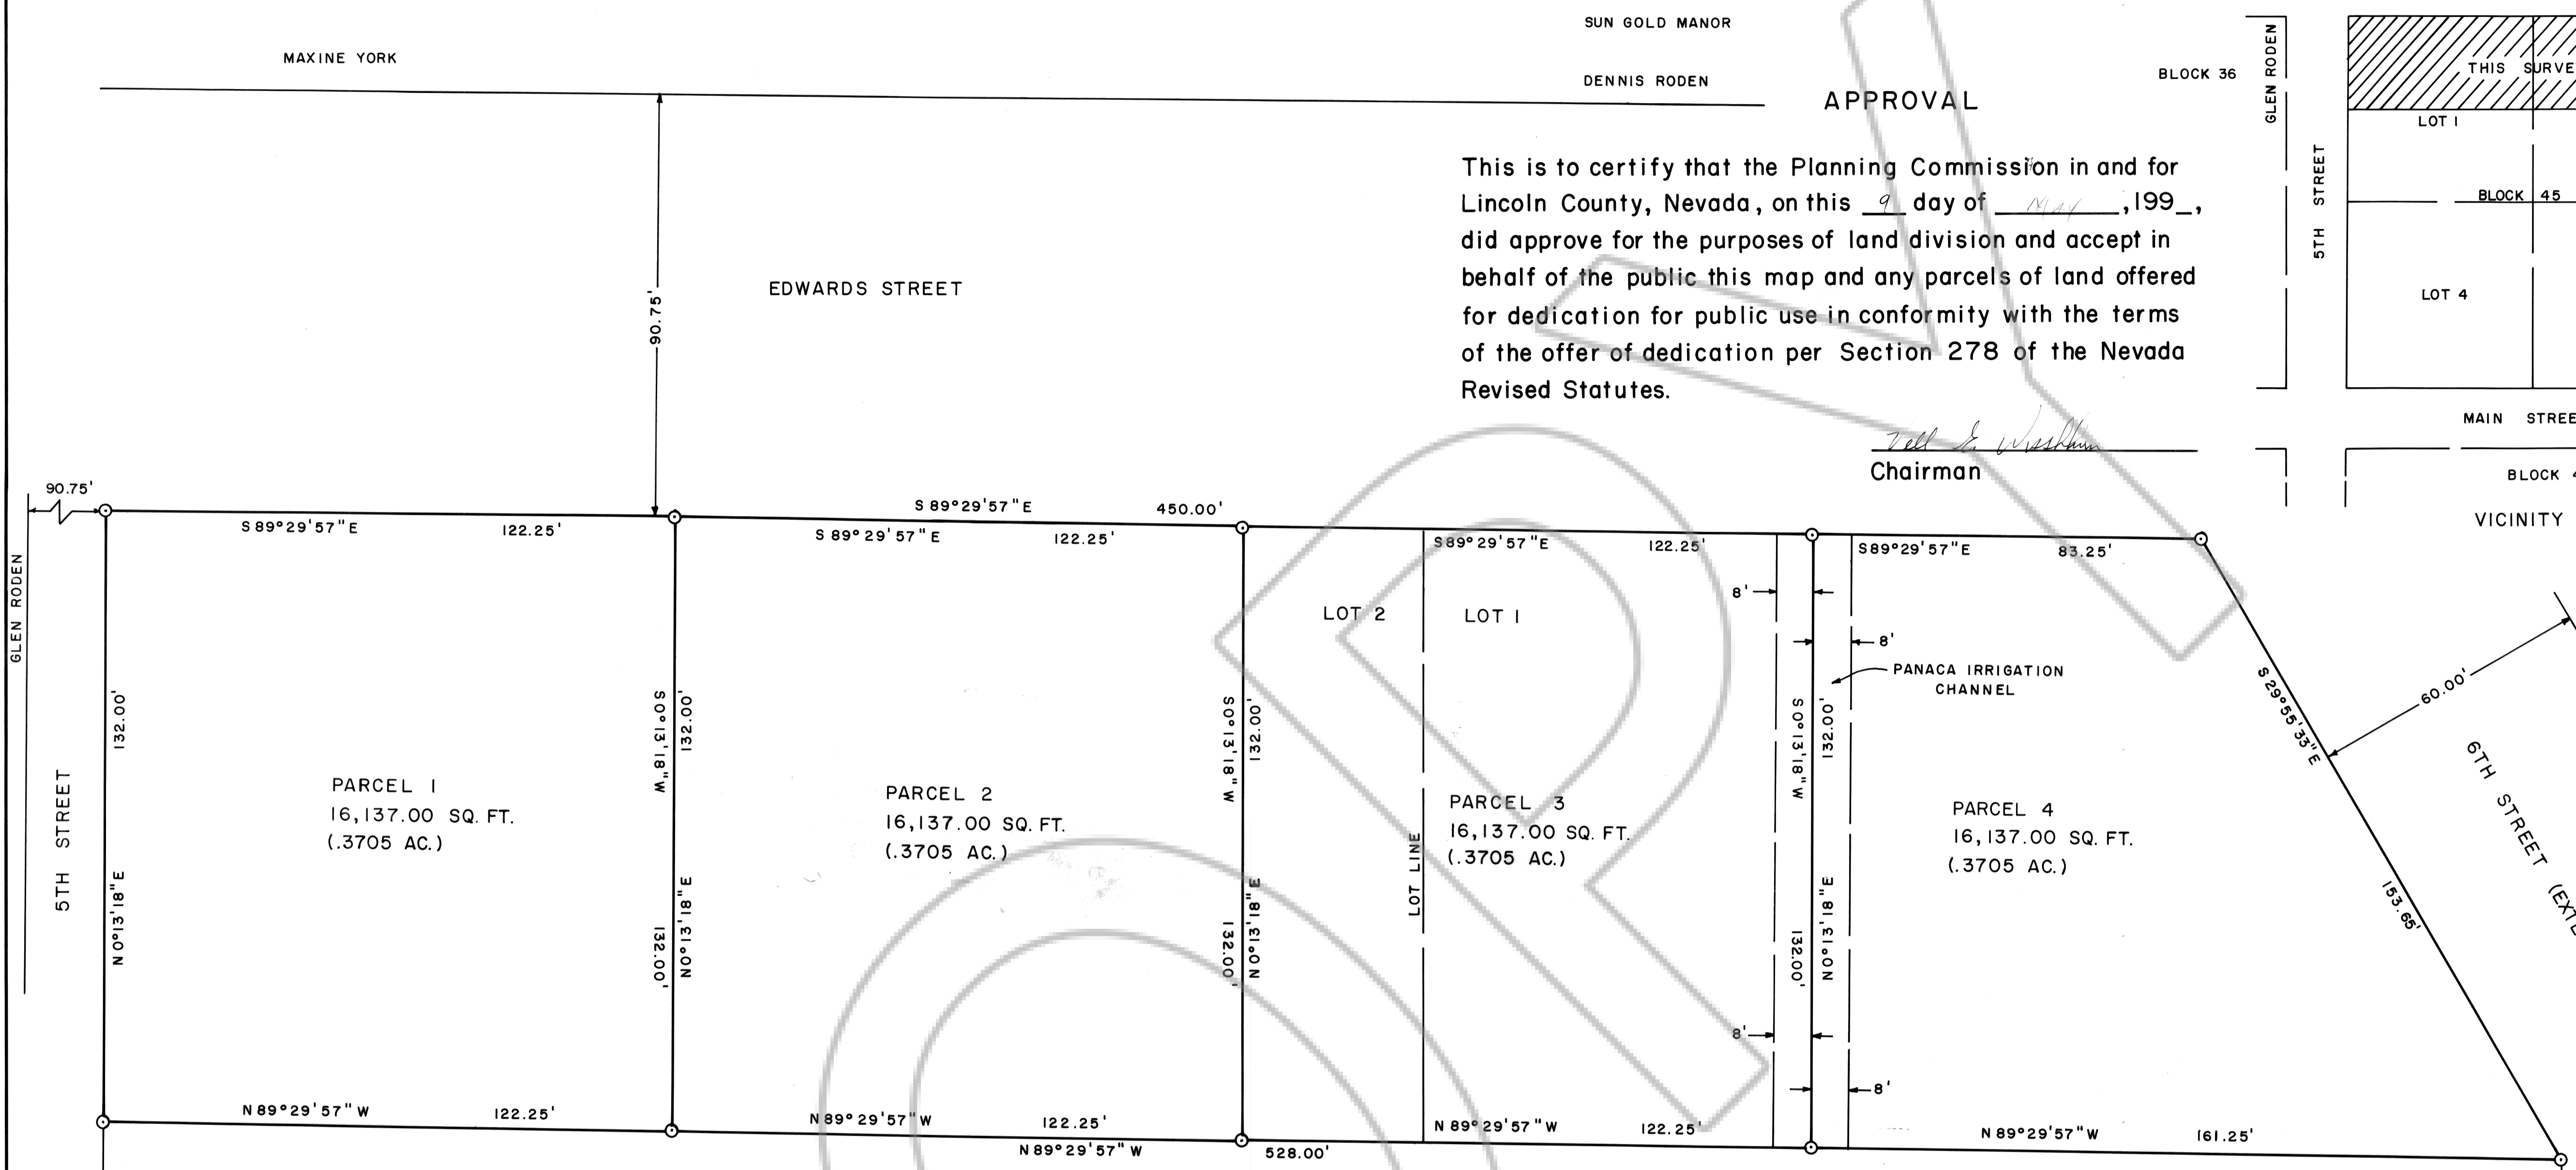 SUN GOLD MANOR
MAXINE YORK
DENNIS RODEN
BLOCK 36
GLEN RODEN
THIS SURVE
LOT 1
5TH STREET
BLOCK 45
LOT 4
MAIN STREE
BLOCK 4
VICINITY
APPROVAL
This is to certify that the Planning Commission in and for
Lincoln County, Nevada, on this 9 day of May, 199_,
did approve for the purposes of land division and accept in
behalf of the public this map and any parcels of land offered
for dedication for public use in conformity with the terms
of the offer of dedication per Section 278 of the Nevada
Revised Statutes.
Chairman
EDWARDS STREET
90.75'
90.75'
GLEN RODEN
5TH STREET
S 89°29'57"E 450.00'
S 89°29'57"E 122.25'
S 89°29'57"E 122.25'
S 89°29'57"E 122.25'
S 89°29'57"E 83.25'
132.00'
N 0°13'18"E
S 0°13'18"W
132.00'
132.00'
N 0°13'18"E
S 0°13'18"W
132.00'
132.00'
N 0°13'18"E
S 0°13'18"W
132.00'
132.00'
N 0°13'18"E
LOT 2
LOT 1
LOT LINE
8'
8'
PANACA IRRIGATION
CHANNEL
8'
8'
S 29°55'33"E
153.65'
60.00'
6TH STREET (EXTE
PARCEL 1
16,137.00 SQ. FT.
(.3705 AC.)
PARCEL 2
16,137.00 SQ. FT.
(.3705 AC.)
PARCEL 3
16,137.00 SQ. FT.
(.3705 AC.)
PARCEL 4
16,137.00 SQ. FT.
(.3705 AC.)
N 89°29'57"W 122.25'
N 89°29'57"W 122.25'
N 89°29'57"W 122.25'
N 89°29'57"W 161.25'
N 89°29'57"W 528.00'